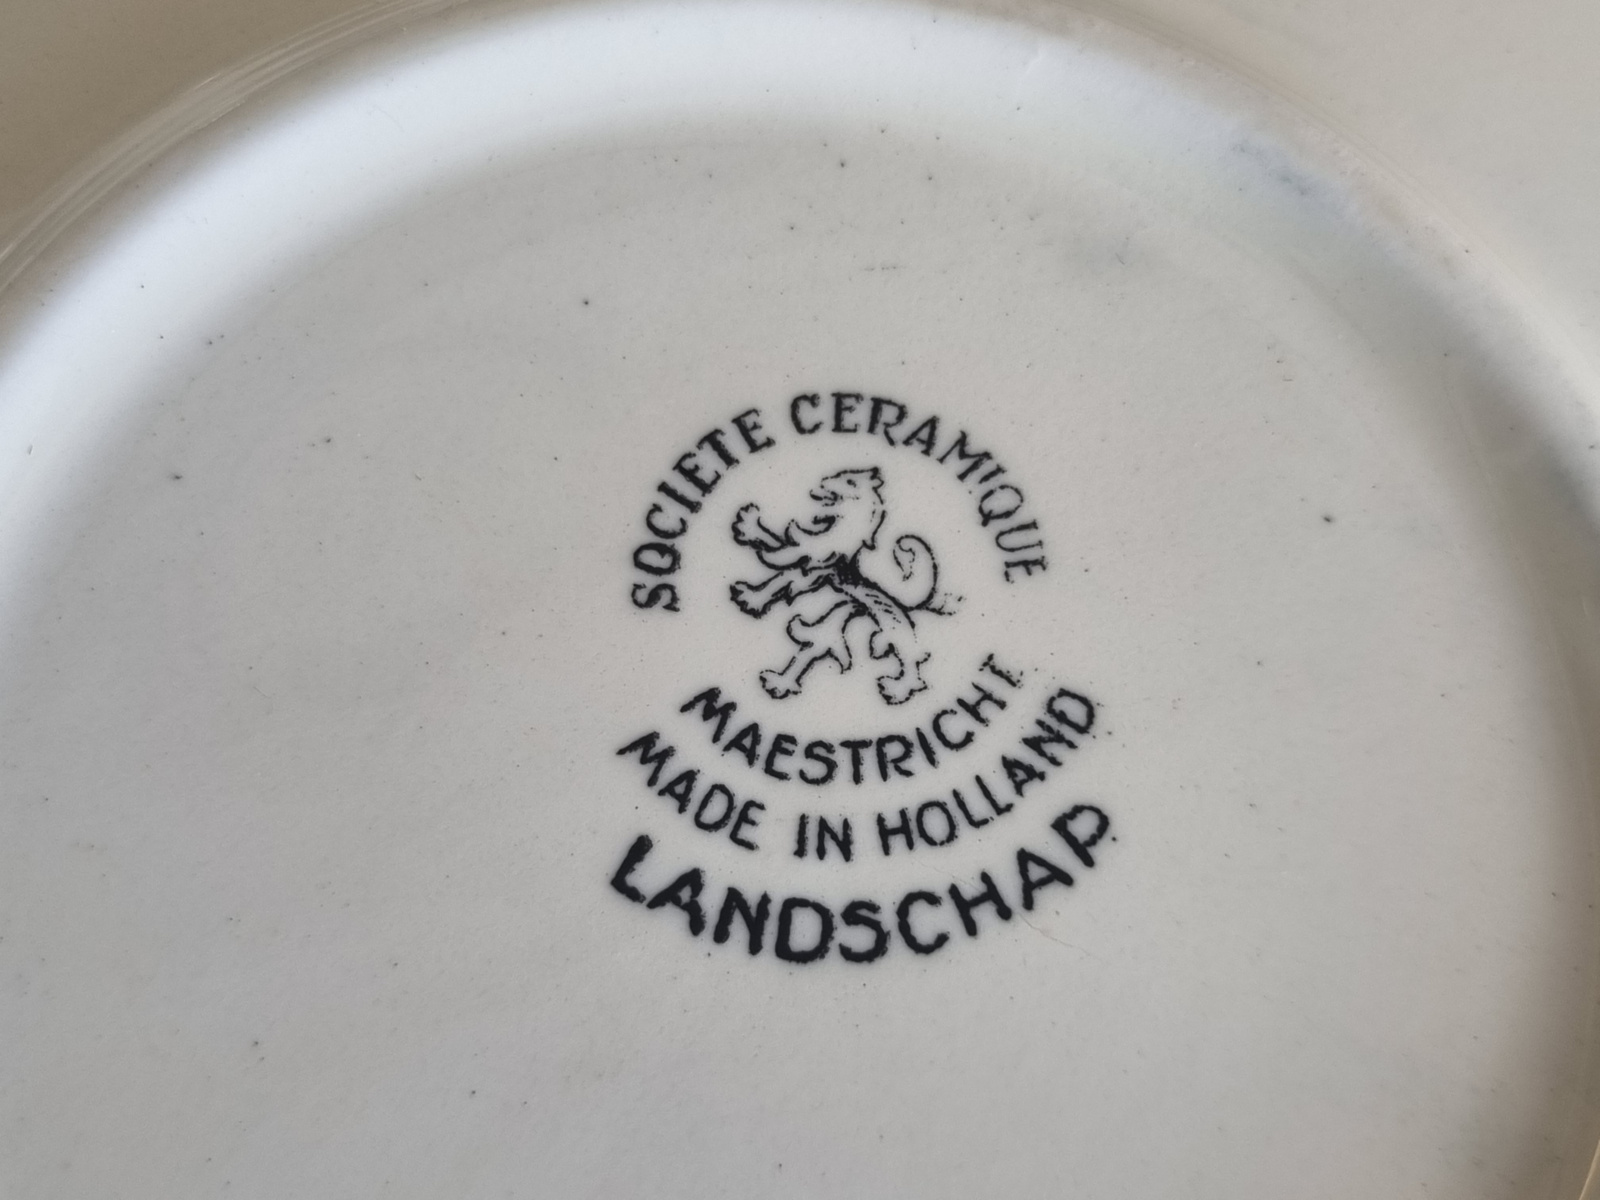 SOCIETE CERAMIQUE
MAESTRICHT
MADE IN HOLLAND
LANDSCHAP